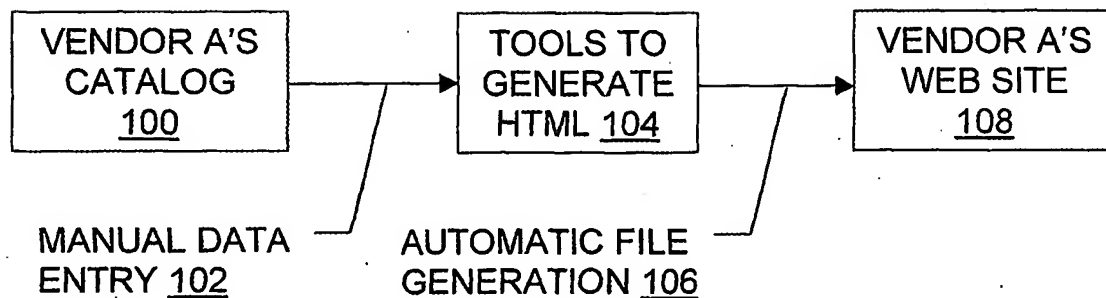 VENDOR A'S
CATALOG
100
TOOLS TO
GENERATE
HTML 104
VENDOR A'S
WEB SITE
108
MANUAL DATA
ENTRY 102
AUTOMATIC FILE
GENERATION 106